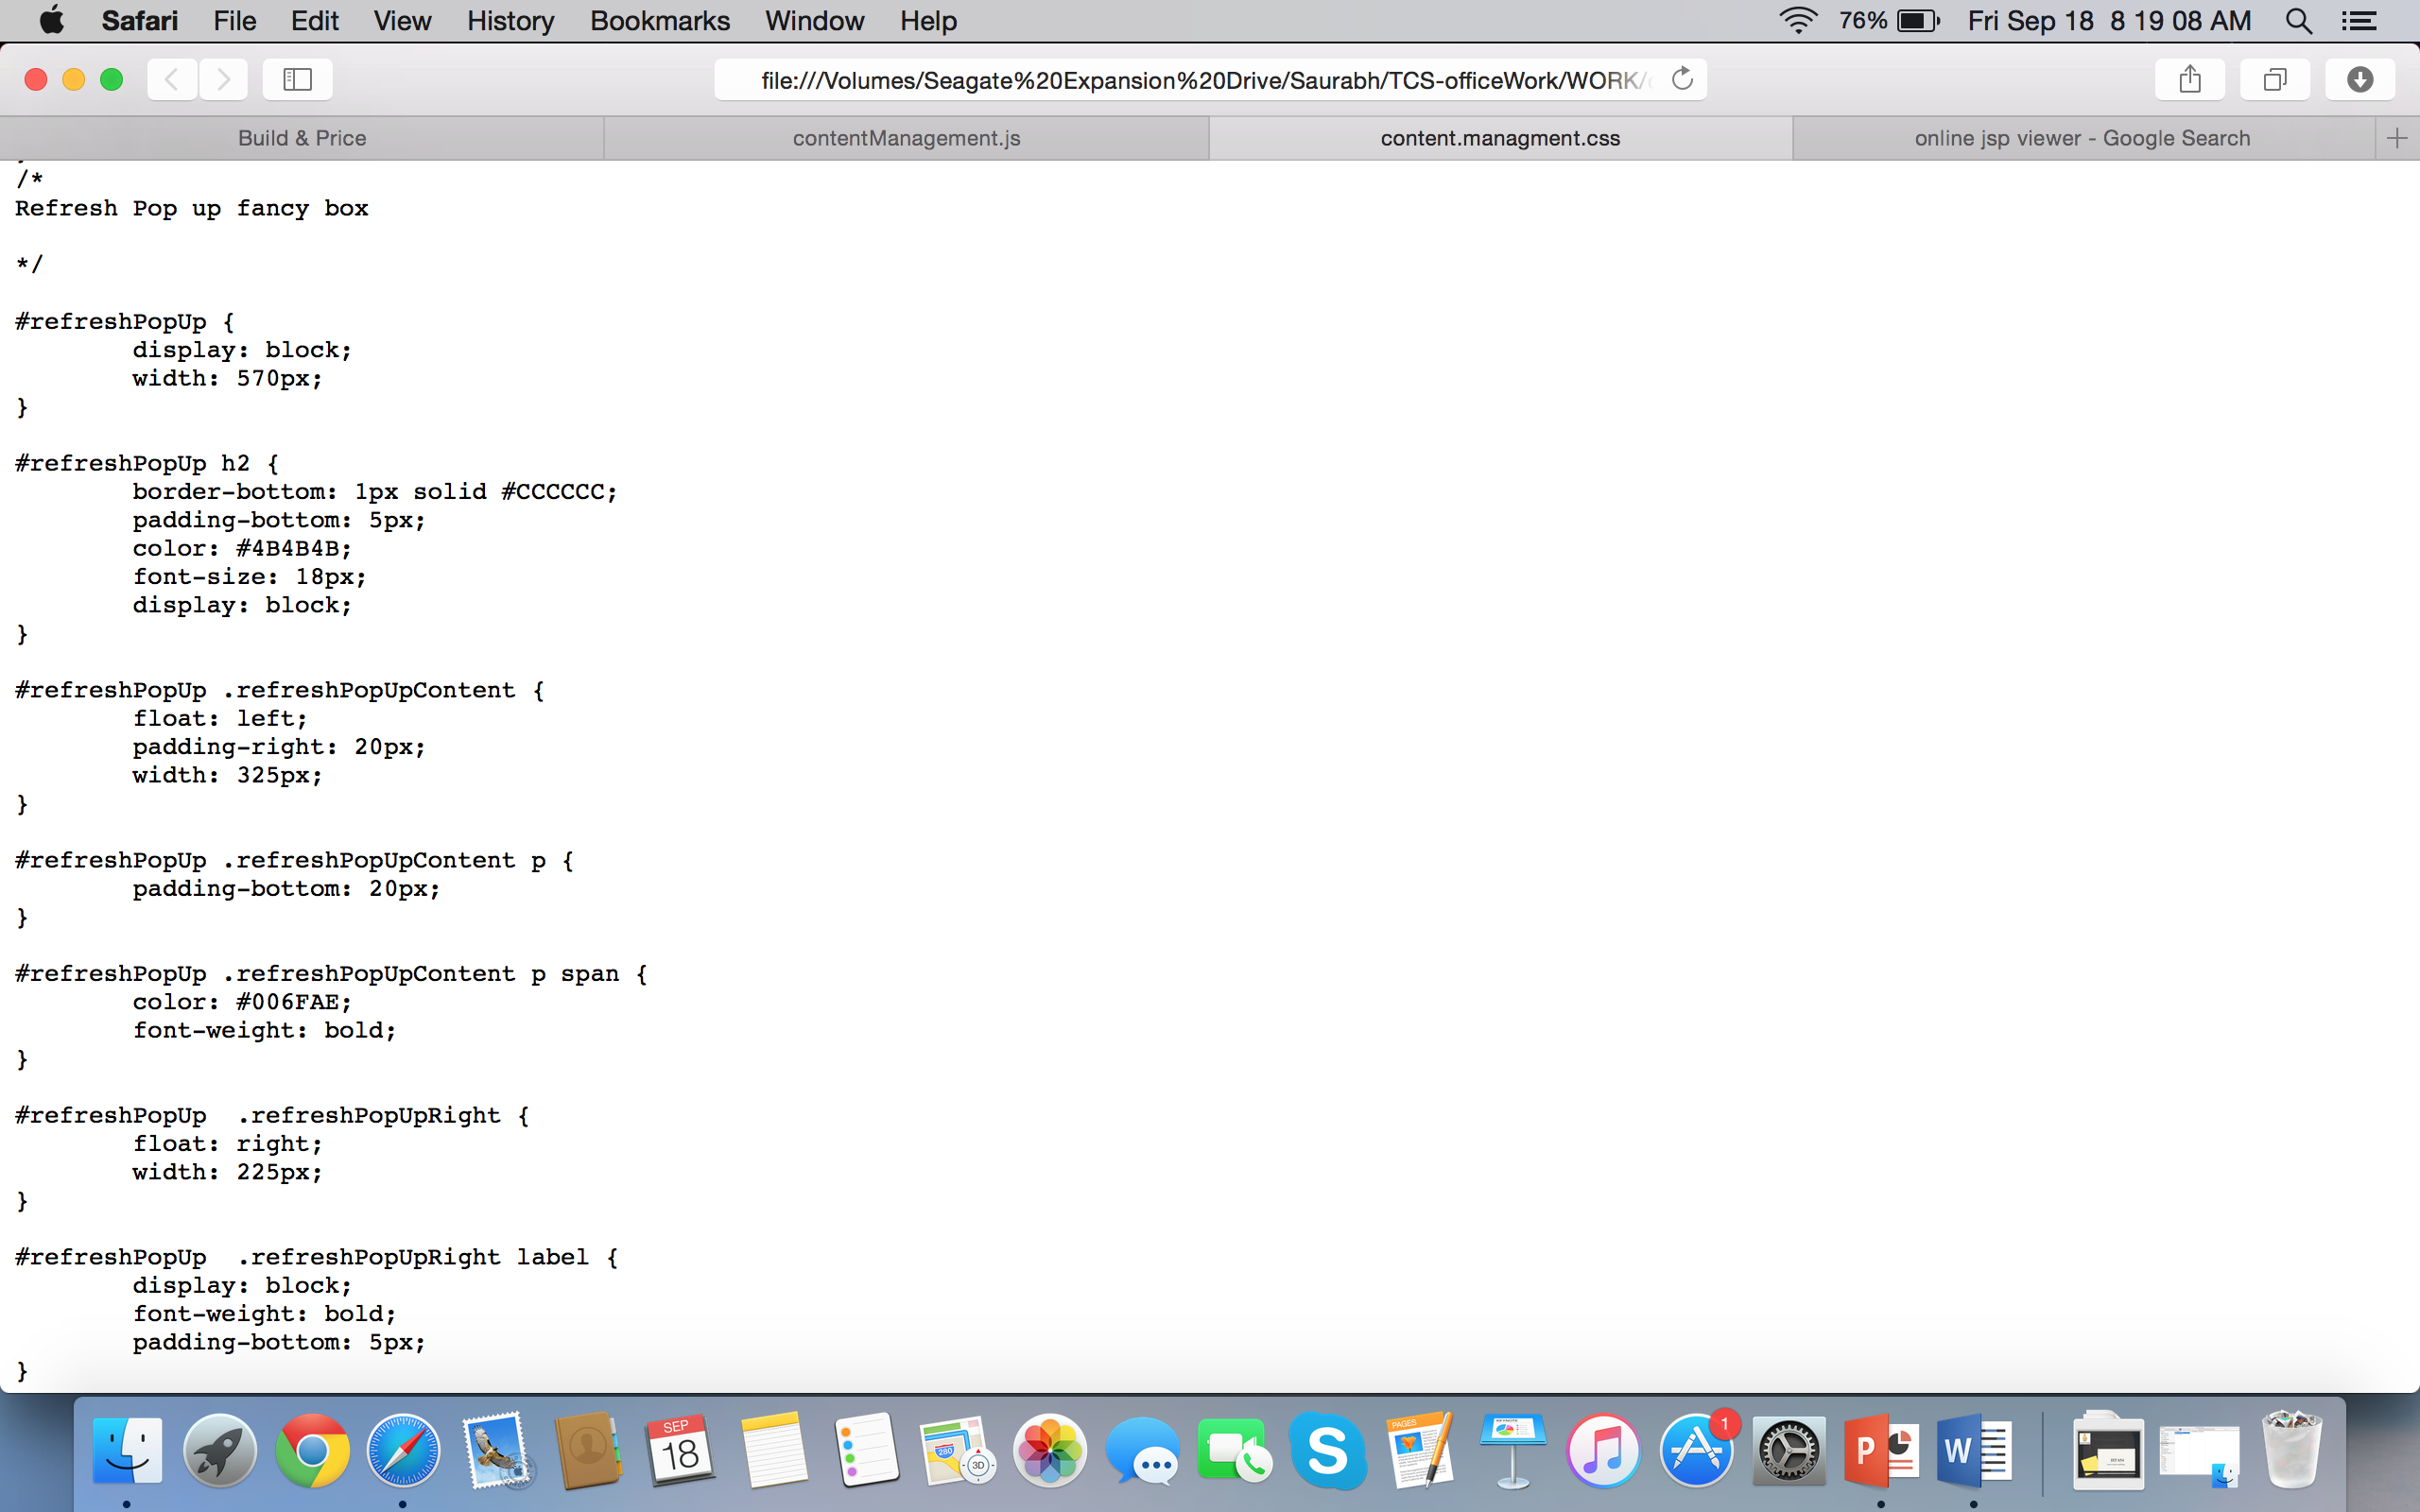 Safari File Edit View History Bookmarks Window Help 76% Fri Sep 18 8 19 08 AM
file:///Volumes/Seagate%20Expansion%20Drive/Saurabh/TCS-officeWork/WORK/
Build & Price contentManagement.js content.managment.css online jsp viewer - Google Search
/*
Refresh Pop up fancy box
*/
#refreshPopUp {
display: block;
width: 570px;
}
#refreshPopUp h2 {
border-bottom: 1px solid #CCCCCC;
padding-bottom: 5px;
color: #4B4B4B;
font-size: 18px;
display: block;
}
#refreshPopUp .refreshPopUpContent {
float: left;
padding-right: 20px;
width: 325px;
}
#refreshPopUp .refreshPopUpContent p {
padding-bottom: 20px;
}
#refreshPopUp .refreshPopUpContent p span {
color: #006FAE;
font-weight: bold;
}
#refreshPopUp  .refreshPopUpRight {
float: right;
width: 225px;
}
#refreshPopUp  .refreshPopUpRight label {
display: block;
font-weight: bold;
padding-bottom: 5px;
}
SEP
18
280
3D
S
PAGES
1
P
W